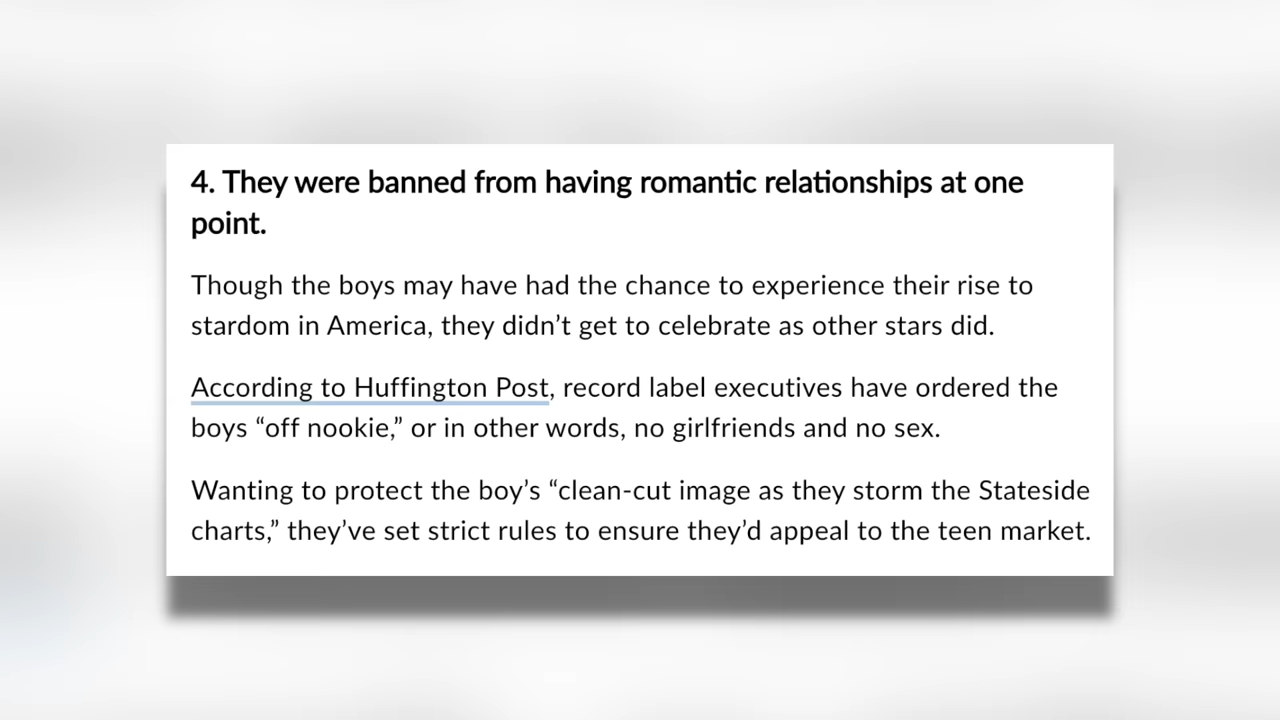 4. They were banned from having romantic relationships at one
point.
Though the boys may have had the chance to experience their rise to
stardom in America, they didn’t get to celebrate as other stars did.
According to Huffington Post, record label executives have ordered the
boys “off nookie,” or in other words, no girlfriends and no sex.
Wanting to protect the boy’s “clean-cut image as they storm the Stateside
charts,” they’ve set strict rules to ensure they’d appeal to the teen market.